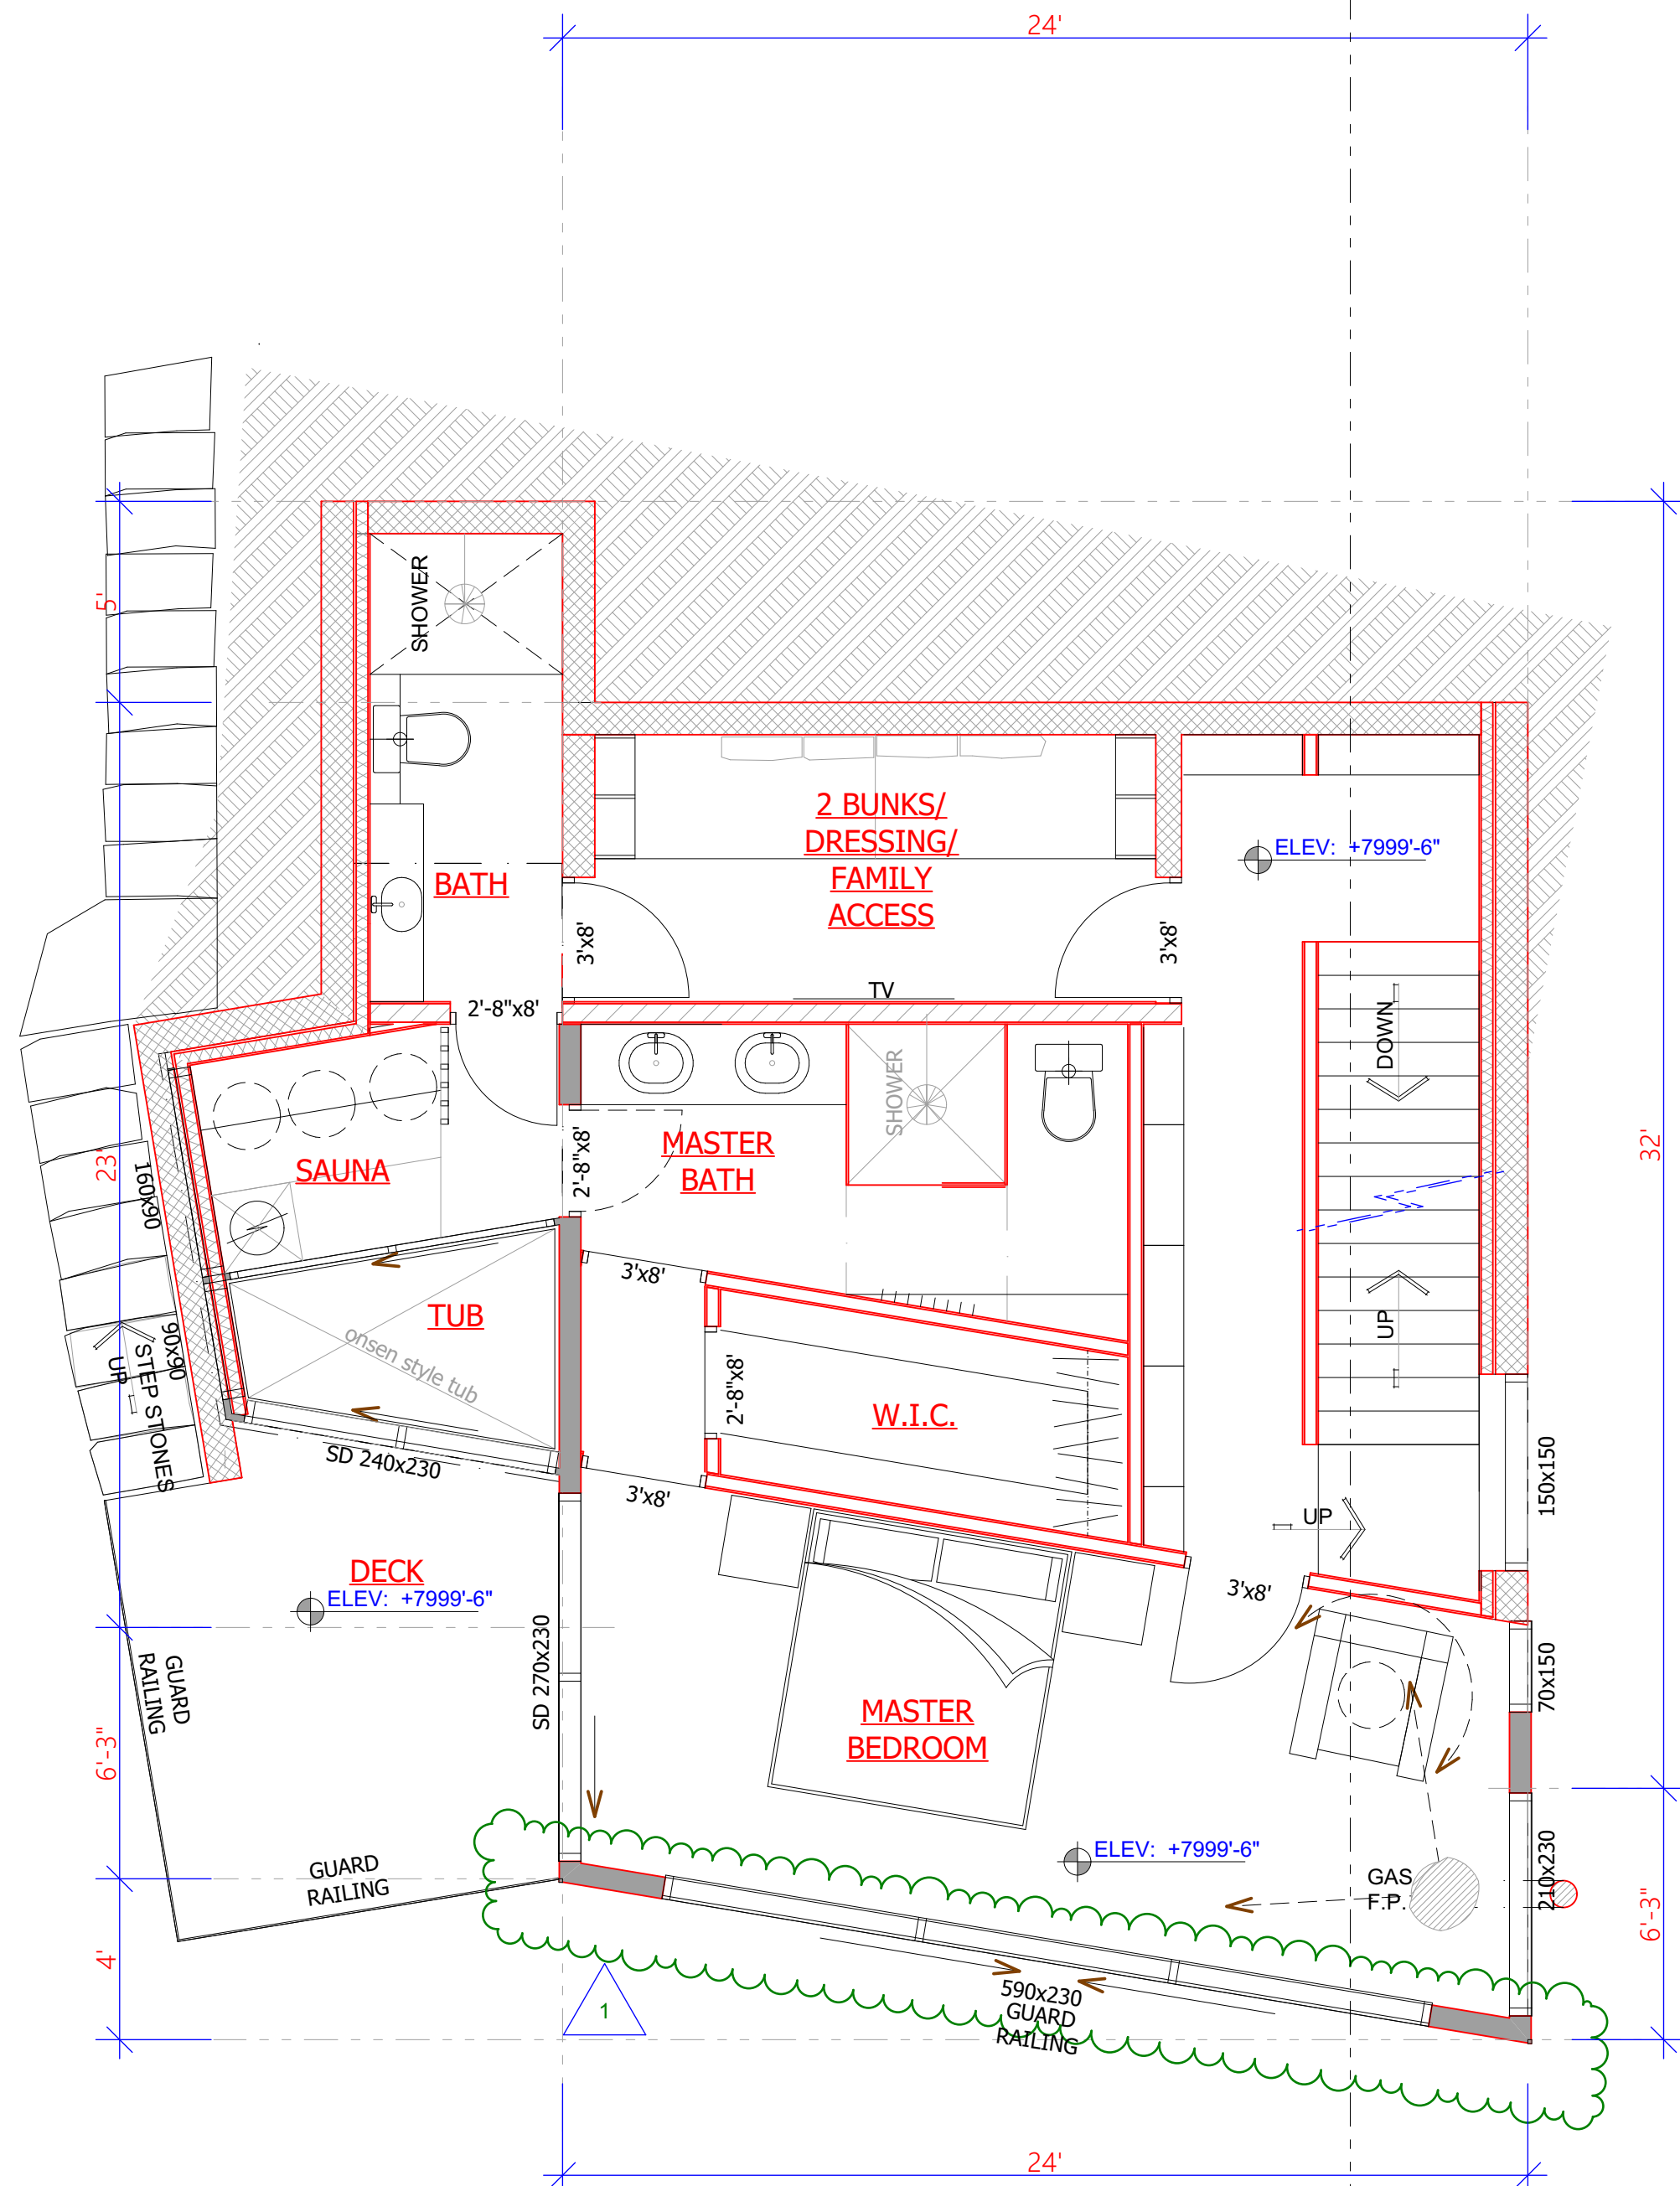 24'
5'
SHOWER
2 BUNKS/
DRESSING/
FAMILY
ACCESS
ELEV: +7999'-6"
BATH
3'x8'
3'x8'
TV
2'-8"x8'
DOWN
SHOWER
MASTER
BATH
2'-8"x8'
SAUNA
23'
32'
160x90
3'x8'
TUB
onsen style tub
UP
90x90
UP
STEP STONES
2'-8"x8'
W.I.C.
SD 240x230
3'x8'
150x150
UP
DECK
ELEV: +7999'-6"
3'x8'
SD 270x230
GUARD
RAILING
70x150
MASTER
BEDROOM
6'-3"
ELEV: +7999'-6"
GUARD
RAILING
GAS
F.P.
210x230
6'-3"
4'
590x230
GUARD
RAILING
1
24'